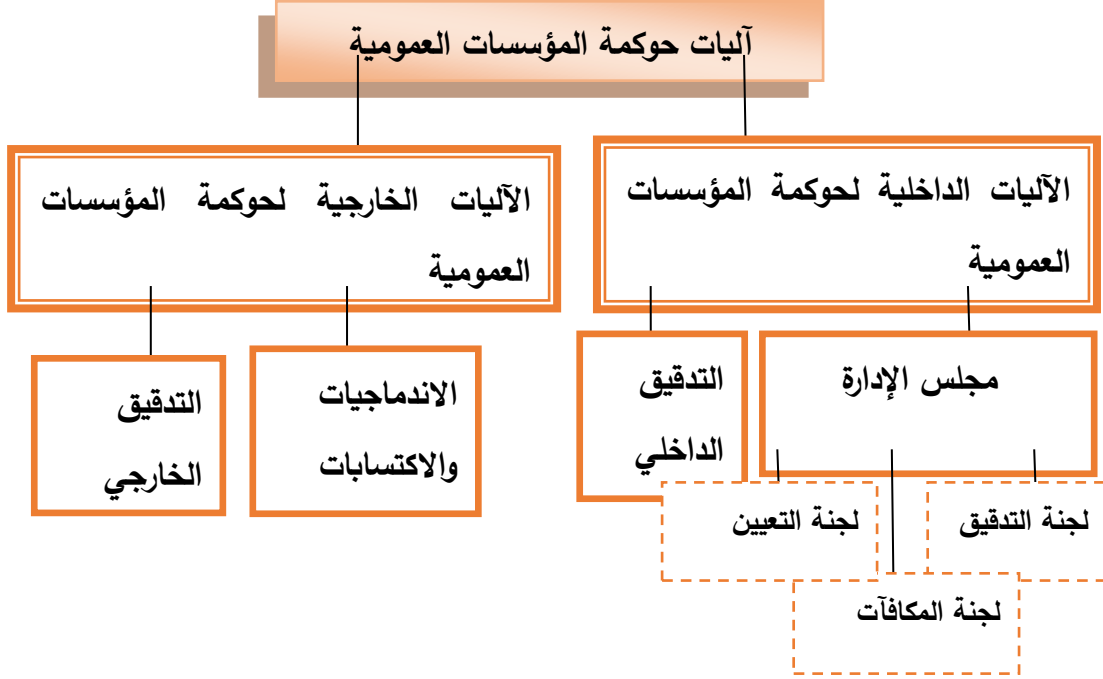 آليات حوكمة المؤسسات العمومية
الآليات الداخلية لحوكمة المؤسسات
العمومية
الآليات الخارجية لحوكمة المؤسسات
العمومية
مجلس الإدارة
التدقيق
الداخلي
الاندماجيات
والاكتسابات
التدقيق
الخارجي
لجنة التدقيق
لجنة التعيين
لجنة المكافآت